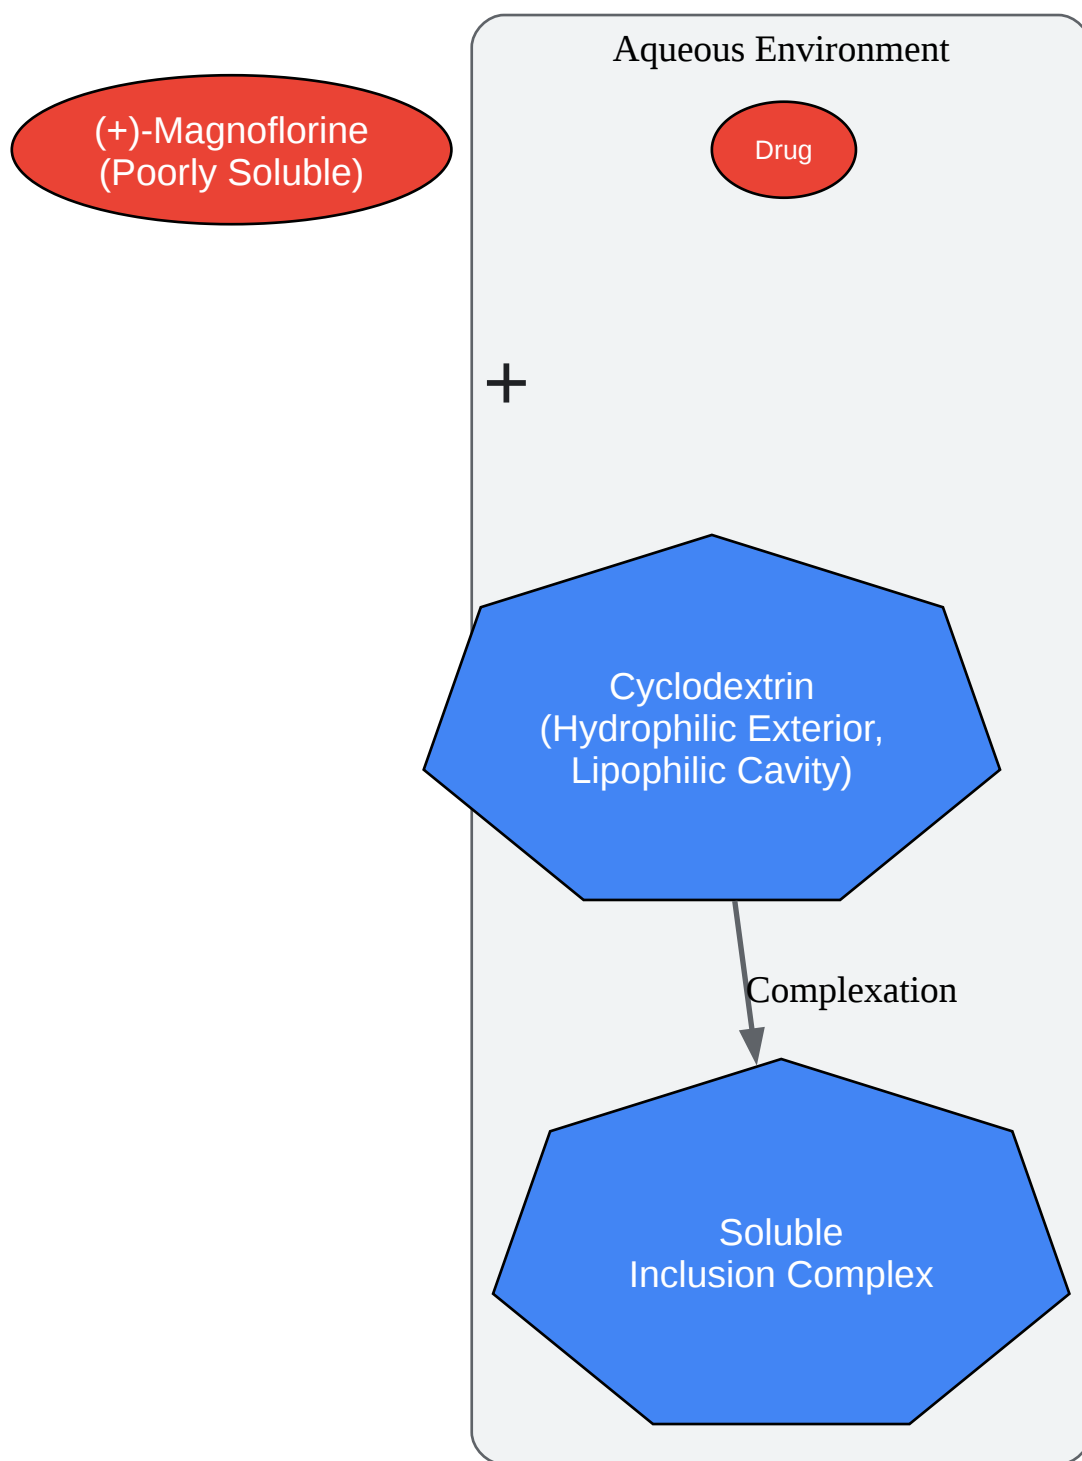 Aqueous Environment
(+)-Magnoflorine
(Poorly Soluble)
Drug
+
Cyclodextrin
(Hydrophilic Exterior,
Lipophilic Cavity)
Complexation
Soluble
Inclusion Complex